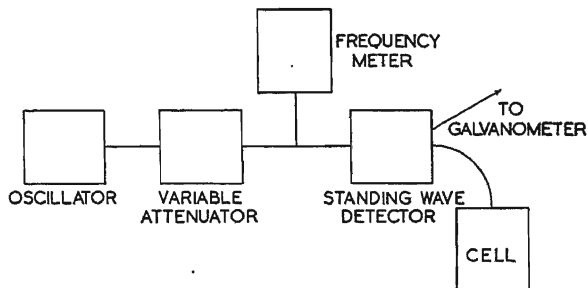 FREQUENCY
METER
TO
GALVANOMETER
OSCILLATOR
VARIABLE
ATTENUATOR
STANDING WAVE
DETECTOR
CELL